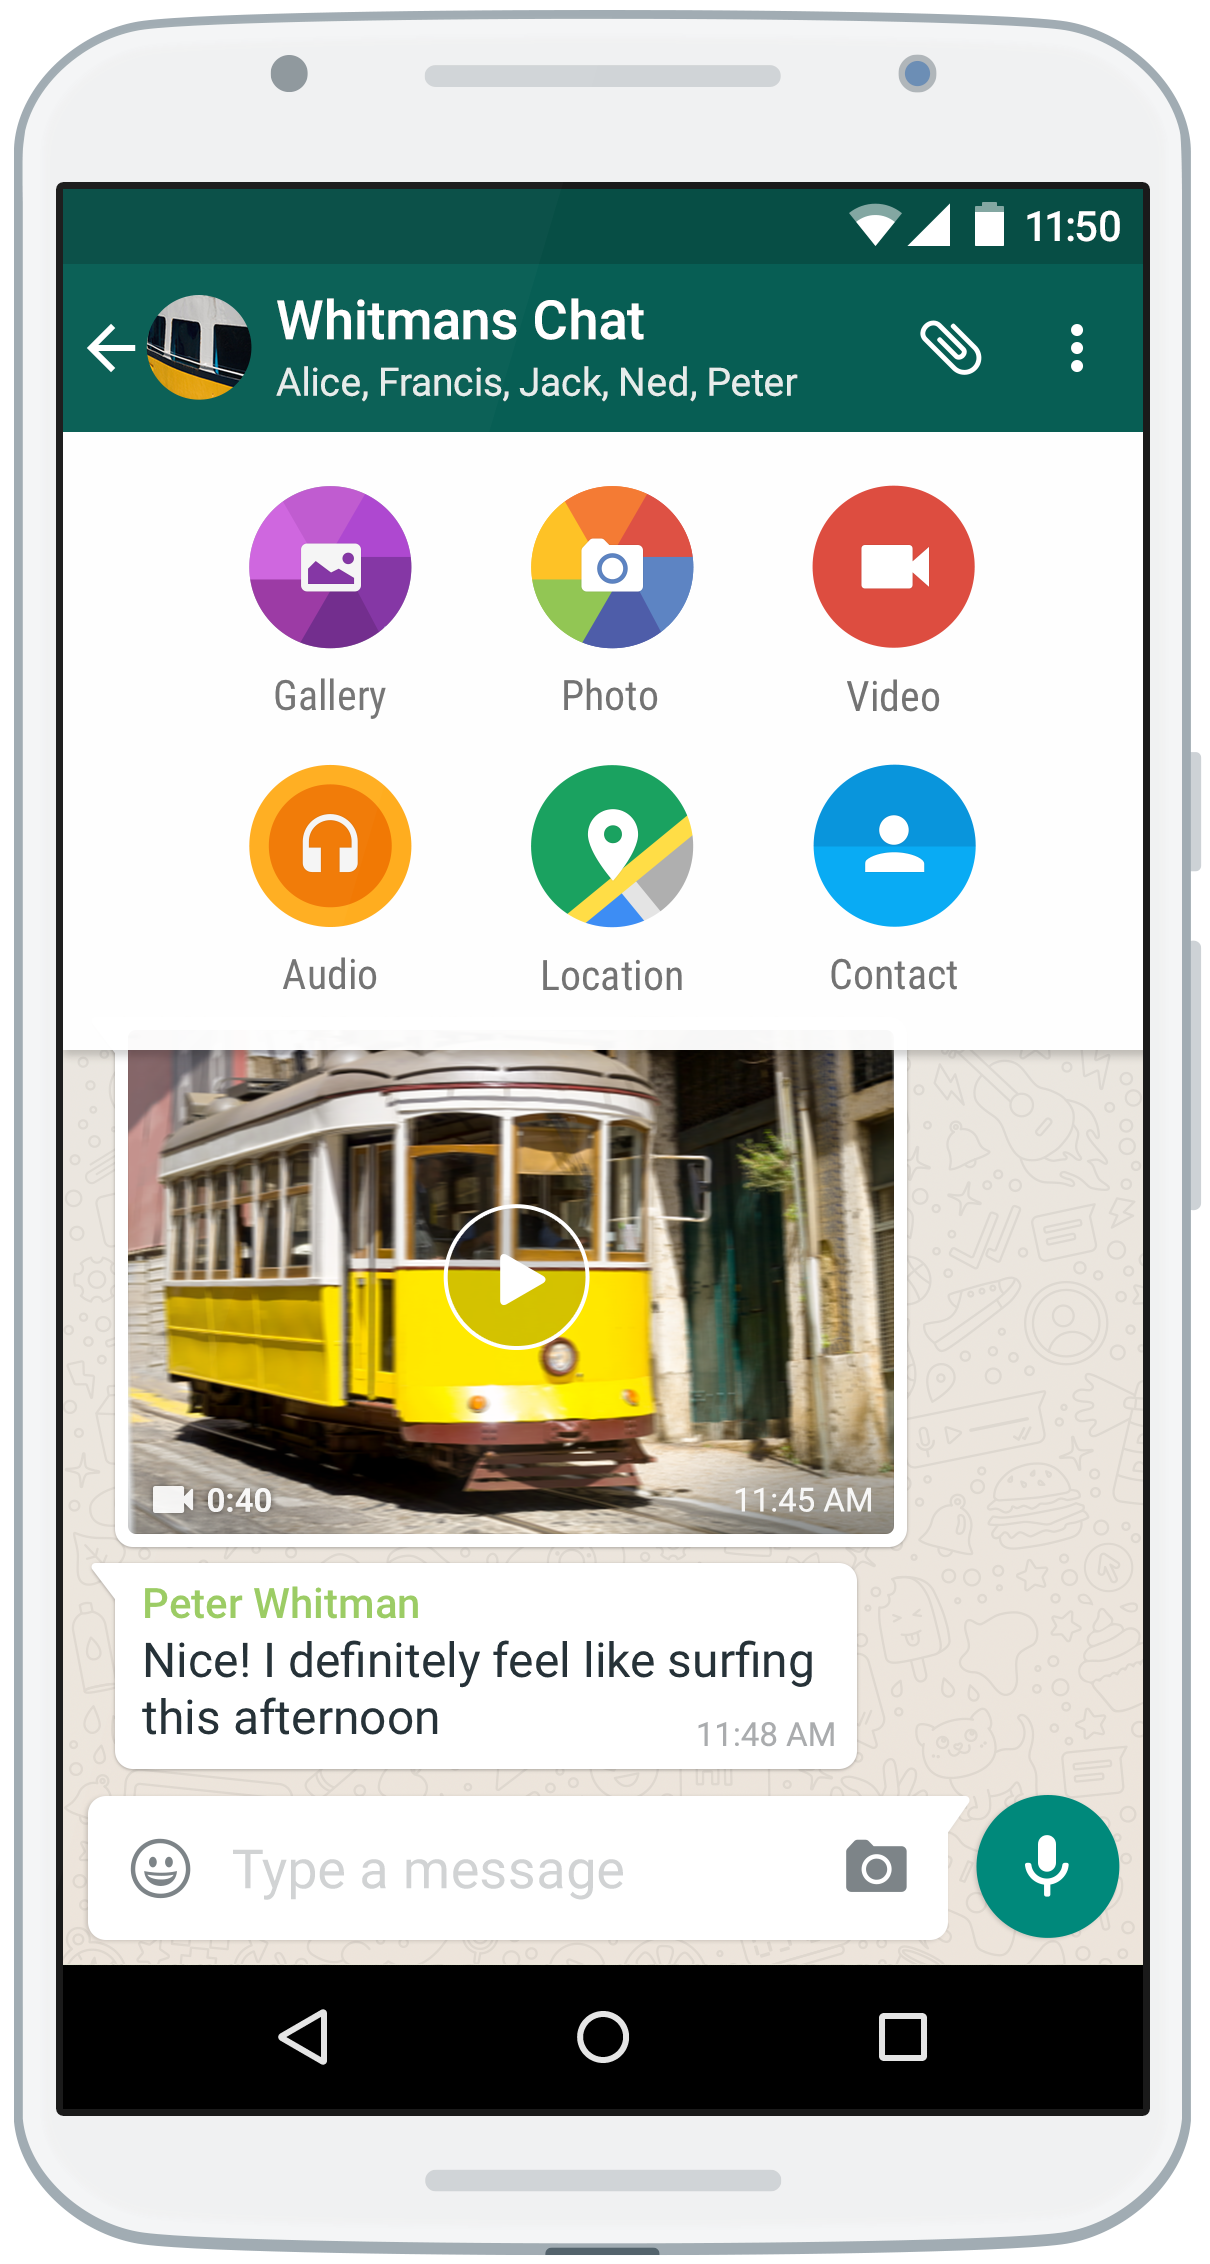 11:50
Whitmans Chat
Alice, Francis, Jack, Ned, Peter
Gallery
Photo
Video
Audio
Location
Contact
0:40
11:45 AM
Peter Whitman
Nice! I definitely feel like surfing
this afternoon
11:48 AM
Type a message